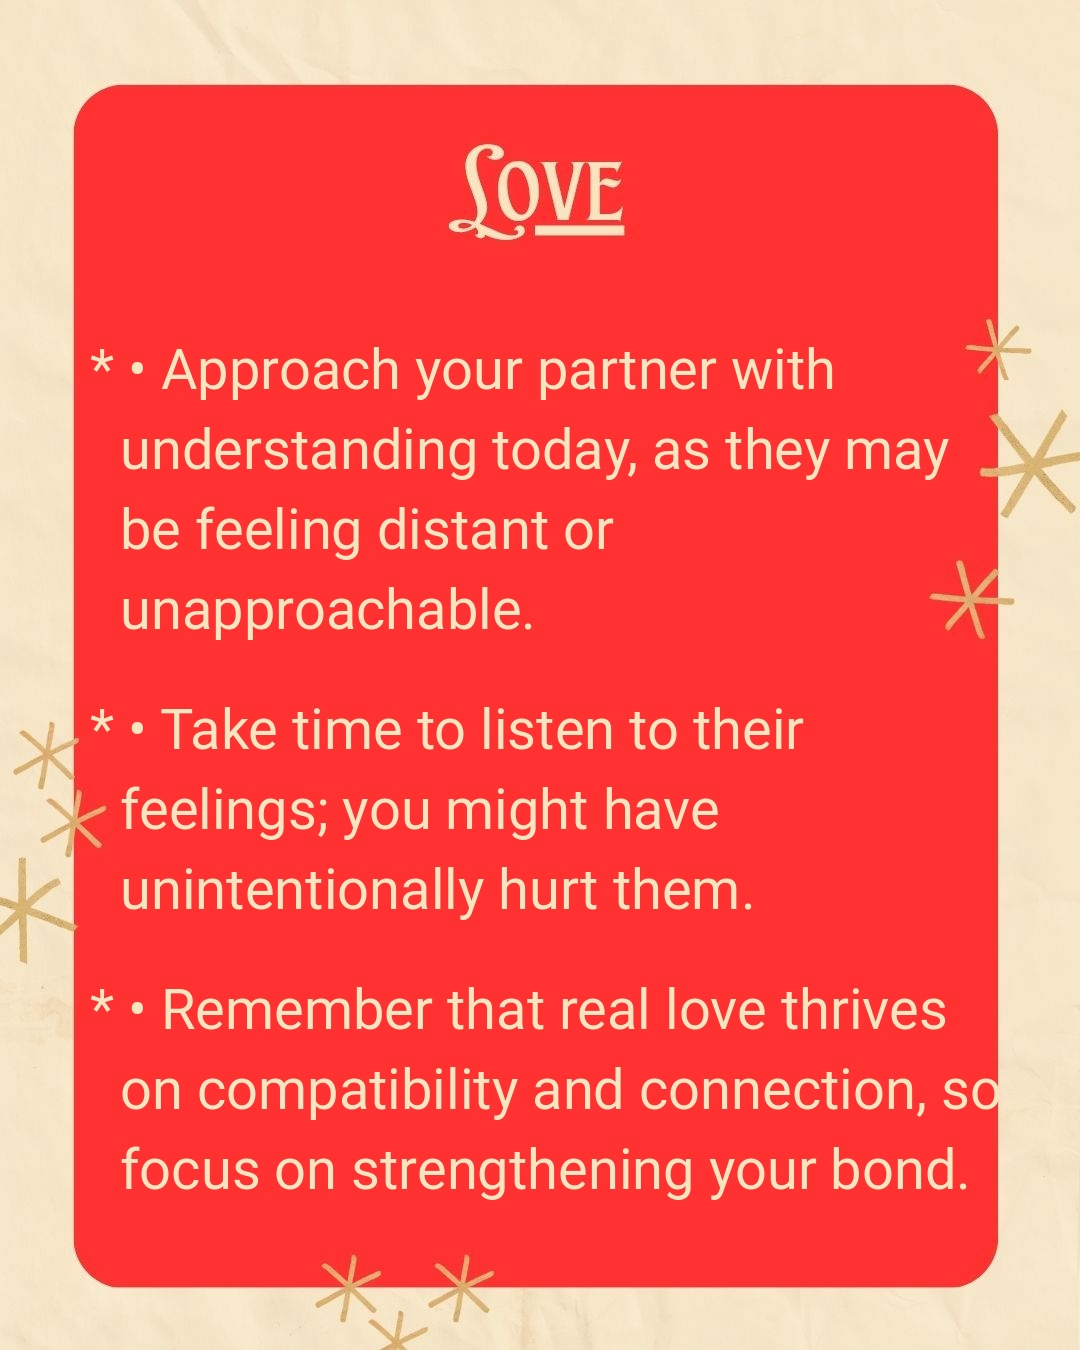 Love
* • Approach your partner with
understanding today, as they may
be feeling distant or
unapproachable.
* • Take time to listen to their
feelings; you might have
unintentionally hurt them.
* • Remember that real love thrives
on compatibility and connection, so
focus on strengthening your bond.